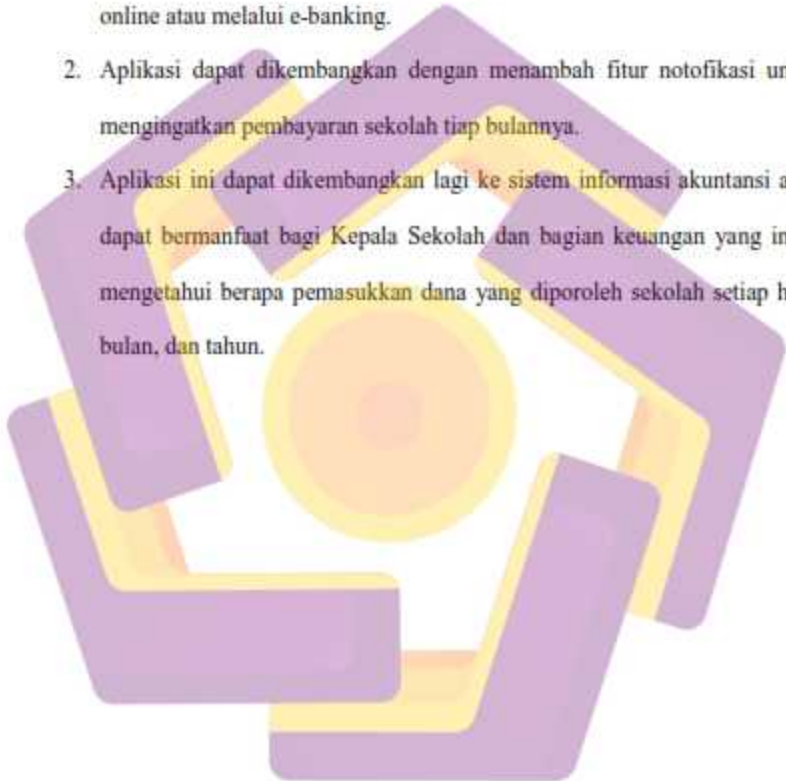 online atau melalui e-banking.
2. Aplikasi dapat dikembangkan dengan menambah fitur notofikasi un
mengingatkan pembayaran sekolah tiap bulannya.
3. Aplikasi ini dapat dikembangkan lagi ke sistem informasi akuntansi a
dapat bermanfaat bagi Kepala Sekolah dan bagian keuangan yang in
mengetahui berapa pemasukkan dana yang diporoleh sekolah setiap h
bulan, dan tahun.